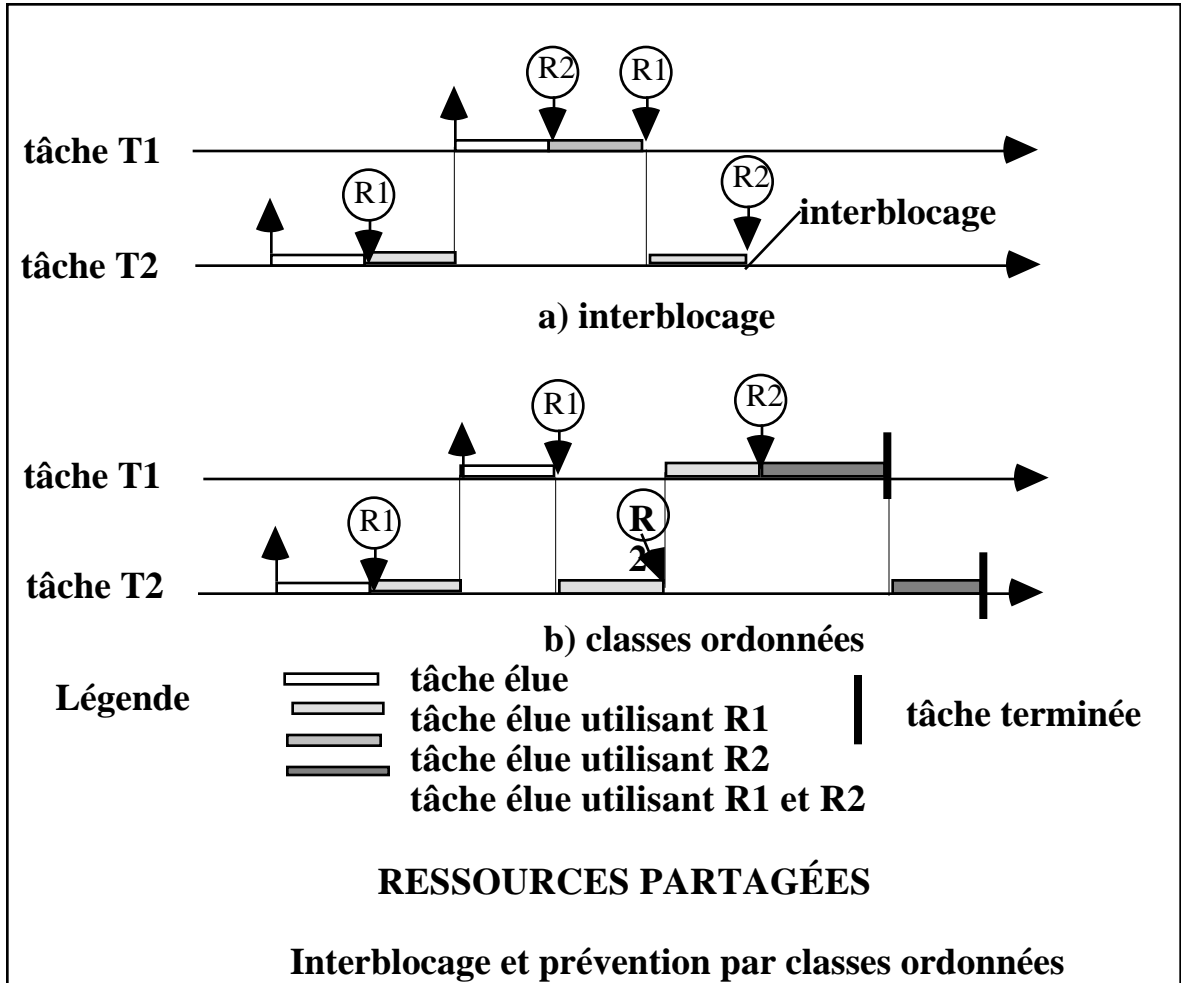 R2 R1
tâche T1
R1 R2
interblocage
tâche T2
a) interblocage
R1 R2
tâche T1
R1 R
2
tâche T2
b) classes ordonnées
Légende
tâche élue
tâche élue utilisant R1
tâche terminée
tâche élue utilisant R2
tâche élue utilisant R1 et R2
RESSOURCES PARTAGÉES
Interblocage et prévention par classes ordonnées